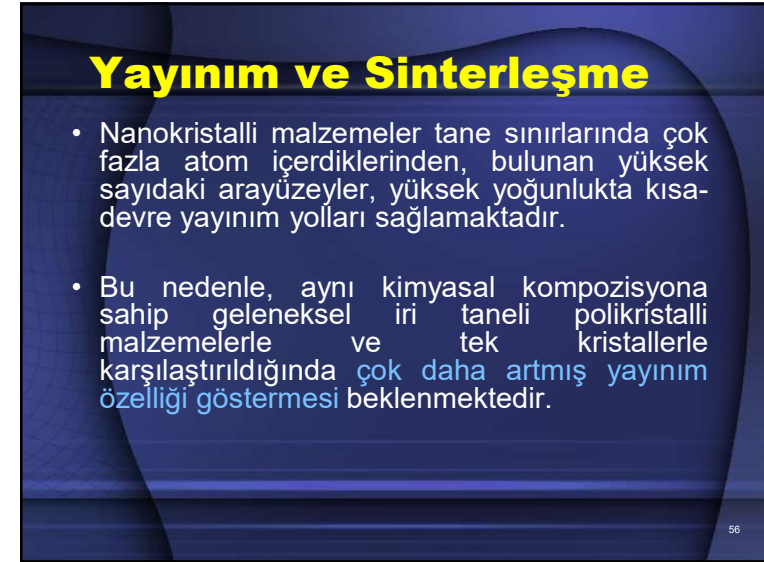 Yayınım ve Sinterleşme
• Nanokristalli malzemeler tane sınırlarında çok
fazla atom içerdiklerinden, bulunan yüksek
sayıdaki arayüzeyler, yüksek yoğunlukta kısa-
devre yayınım yolları sağlamaktadır.
• Bu nedenle, aynı kimyasal kompozisyona
sahip geleneksel iri taneli polikristalli
malzemelerle ve tek kristallerle
karşılaştırıldığında çok daha artmış yayınım
özelliği göstermesi beklenmektedir.
56